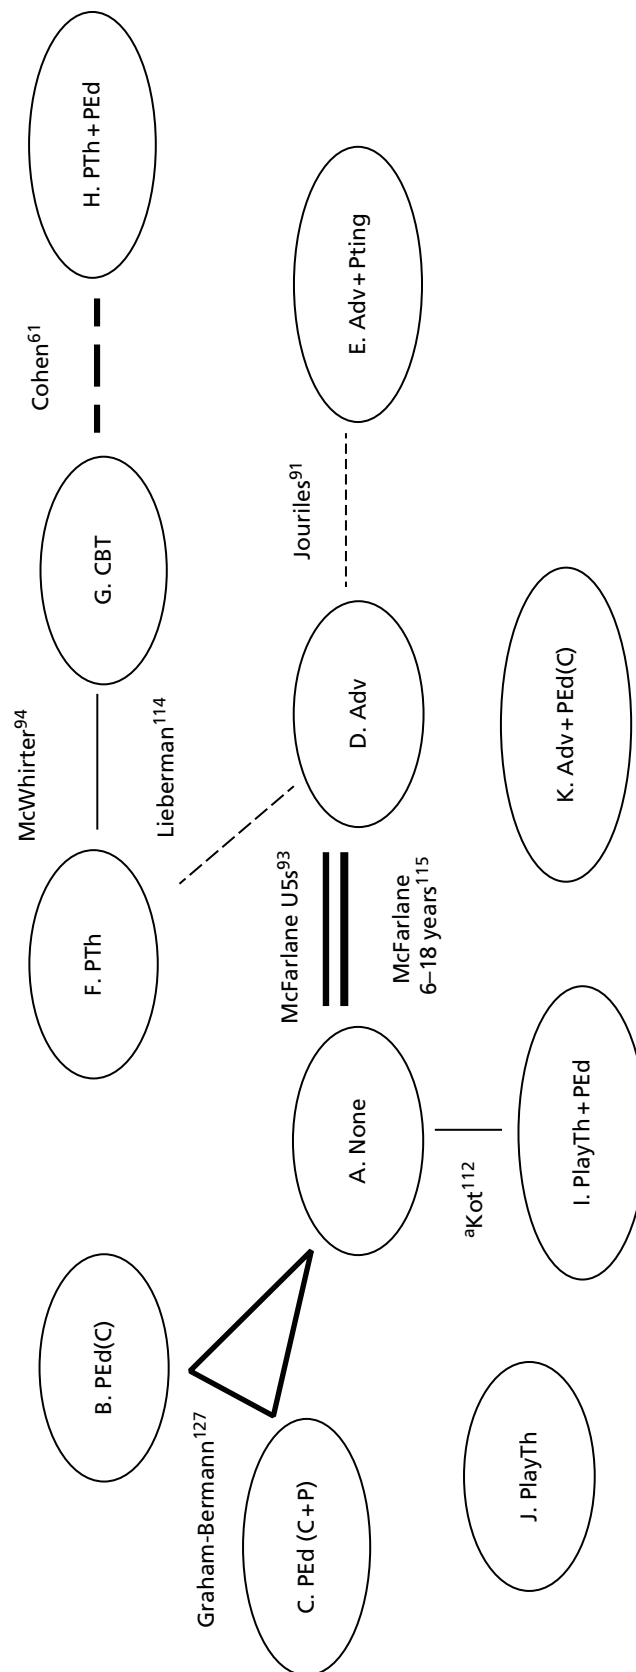 McWhirter94
Cohen61
B. PEd(C)
F. PTh
G. CBT
H. PTh + PEd
Lieberman114
Graham-Bermann127
McFarlane U5s93
Jouriles91
C. PEd (C + P)
A. None
D. Adv
E. Adv + Pting
McFarlane
6–18 years115
aKot112
J. PlayTh
I. PlayTh + PEd
K. Adv + PEd(C)